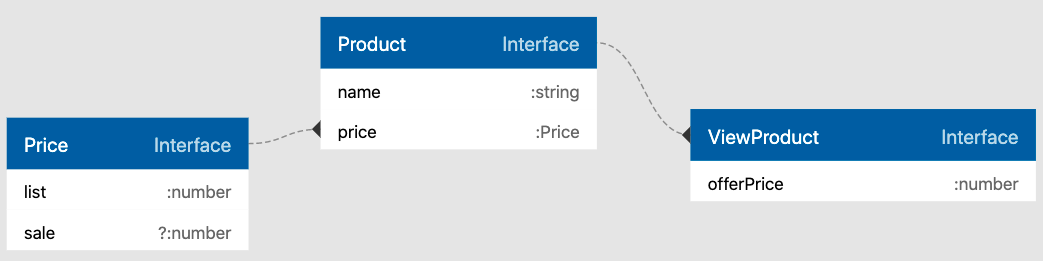 Product Interface
name :string
price :Price
Price Interface
list :number
sale ?:number
ViewProduct Interface
offerPrice :number